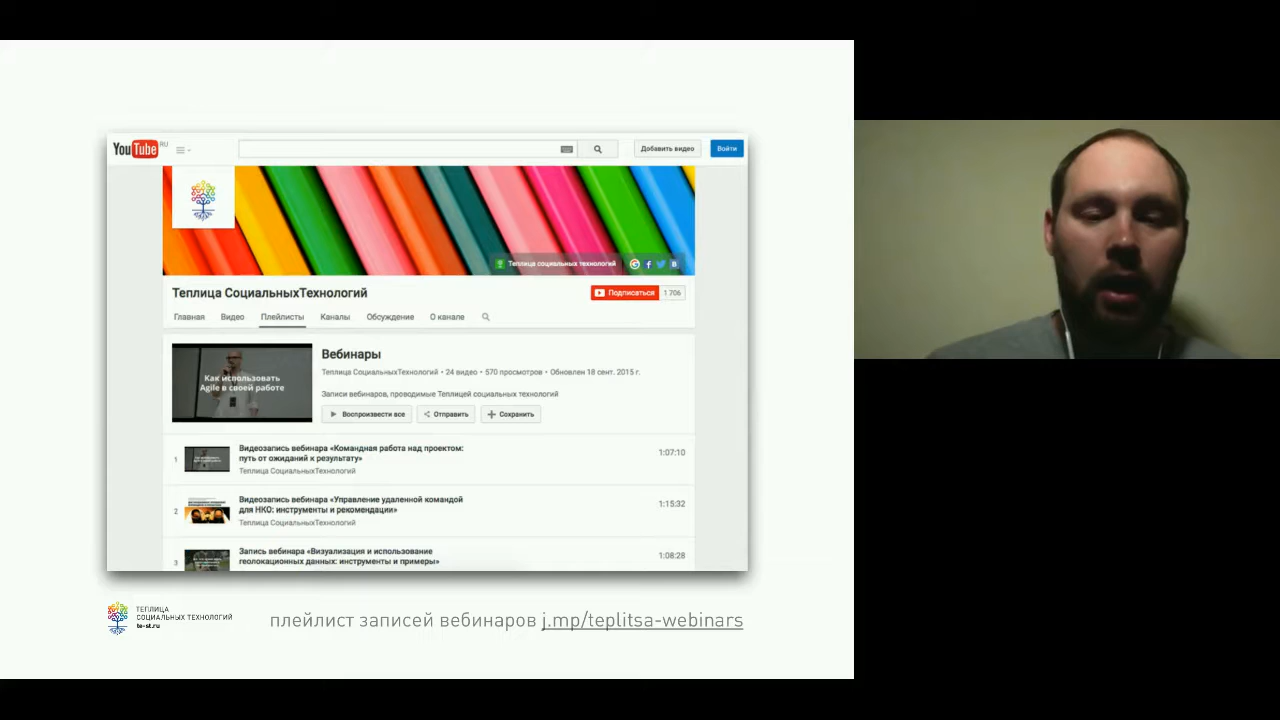 YouTube RU
Добавить видео
Войти
Теплица социальных технологий
Теплица СоциальныхТехнологий
Подписаться 1 706
Главная Видео Плейлисты Каналы Обсуждение О канале
Как использовать
Agile в своей работе
Вебинары
Теплица СоциальныхТехнологий • 24 видео • 570 просмотров • Обновлен 18 сент. 2015 г.
Записи вебинаров, проводимые Теплицей социальных технологий
Воспроизвести все Отправить Сохранить
1
Видеозапись вебинара «Командная работа над проектом:
путь от ожиданий к результату»
Теплица СоциальныхТехнологий
1:07:10
2
Видеозапись вебинара «Управление удаленной командой
для НКО: инструменты и рекомендации»
Теплица СоциальныхТехнологий
1:15:32
3
Запись вебинара «Визуализация и использование
геолокационных данных: инструменты и примеры»
1:08:28
ТЕПЛИЦА
СОЦИАЛЬНЫХ ТЕХНОЛОГИЙ
te-st.ru
плейлист записей вебинаров j.mp/teplitsa-webinars